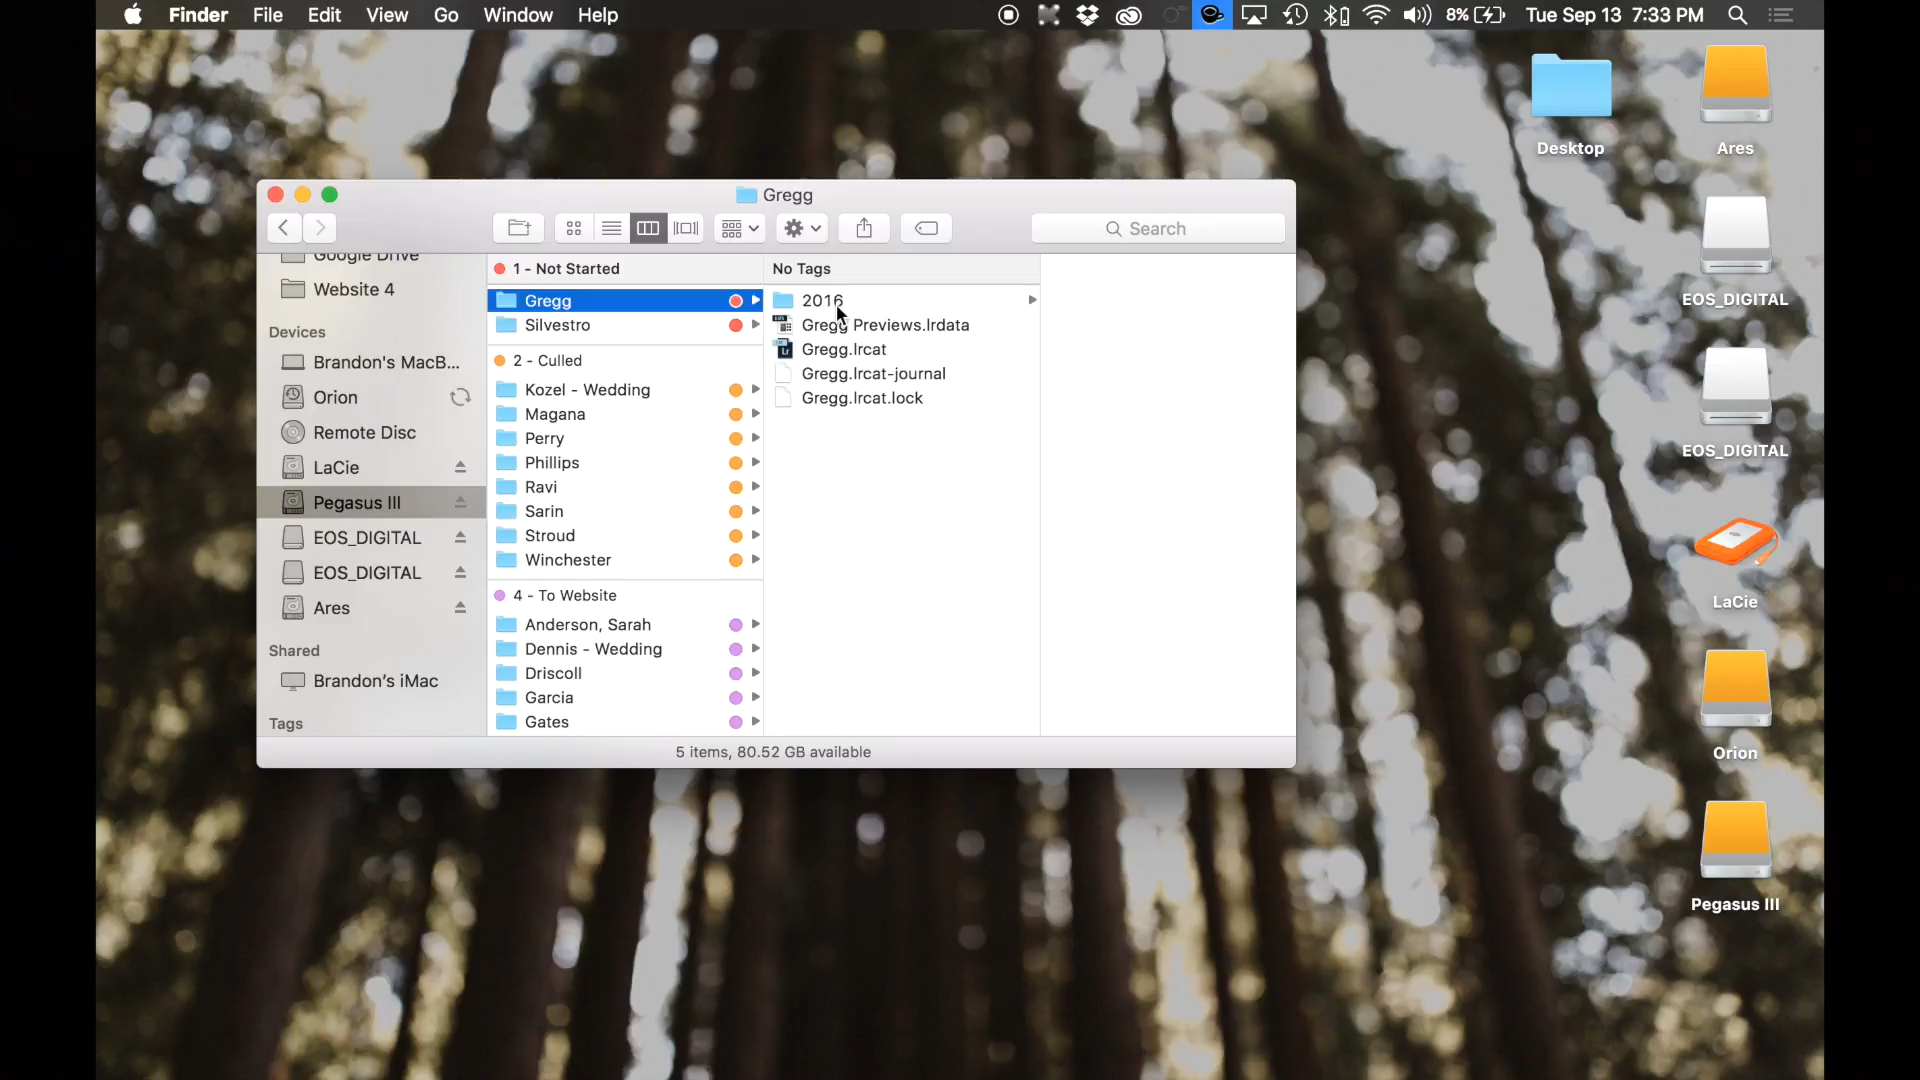 Finder File Edit View Go Window Help
8% Tue Sep 13 7:33 PM
Gregg
Search
Google Drive
Website 4
Devices
Brandon's MacB...
Orion
Remote Disc
LaCie
Pegasus III
EOS_DIGITAL
EOS_DIGITAL
Ares
Shared
Brandon's iMac
Tags
1 - Not Started
Gregg
Silvestro
2 - Culled
Kozel - Wedding
Magana
Perry
Phillips
Ravi
Sarin
Stroud
Winchester
4 - To Website
Anderson, Sarah
Dennis - Wedding
Driscoll
Garcia
Gates
No Tags
2016
Gregg Previews.lrdata
Gregg.lrcat
Gregg.lrcat-journal
Gregg.lrcat.lock
5 items, 80.52 GB available
Desktop
Ares
EOS_DIGITAL
EOS_DIGITAL
LaCie
Orion
Pegasus III